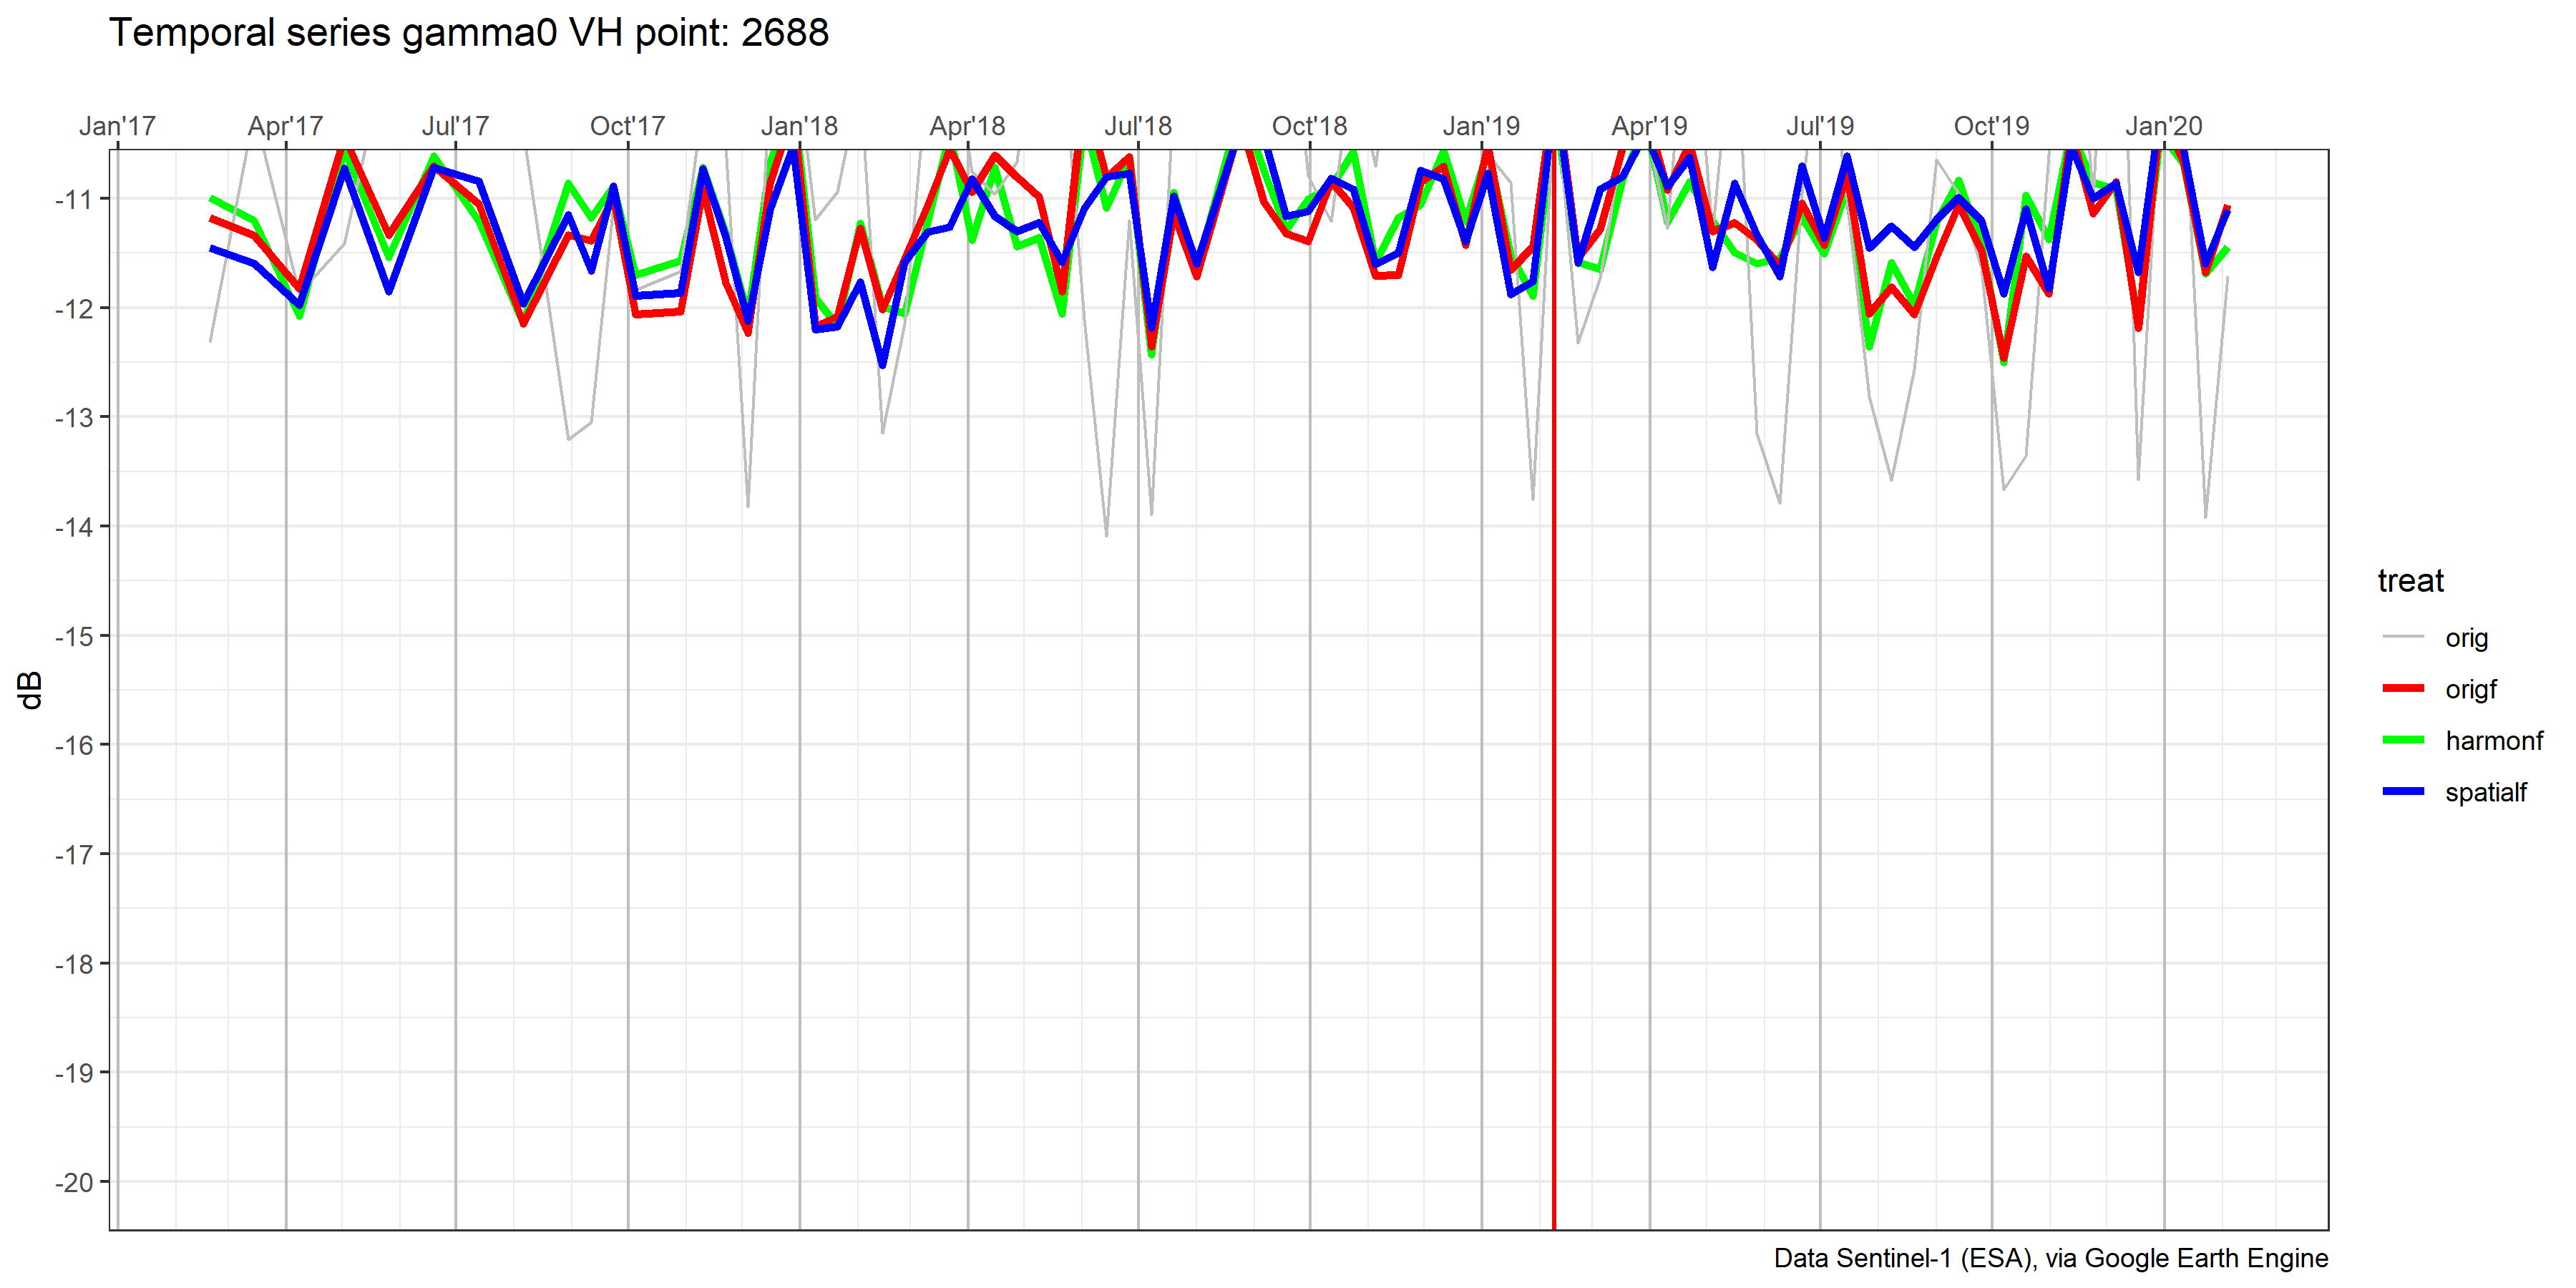 Temporal series gamma0 VH point: 2688
Jan'17 Apr'17 Jul'17 Oct'17 Jan'18 Apr'18 Jul'18 Oct'18 Jan'19 Apr'19 Jul'19 Oct'19 Jan'20
-11
-12
-13
-14
-15
-16
-17
-18
-19
-20
dB
treat
orig
origf
harmonf
spatialf
Data Sentinel-1 (ESA), via Google Earth Engine